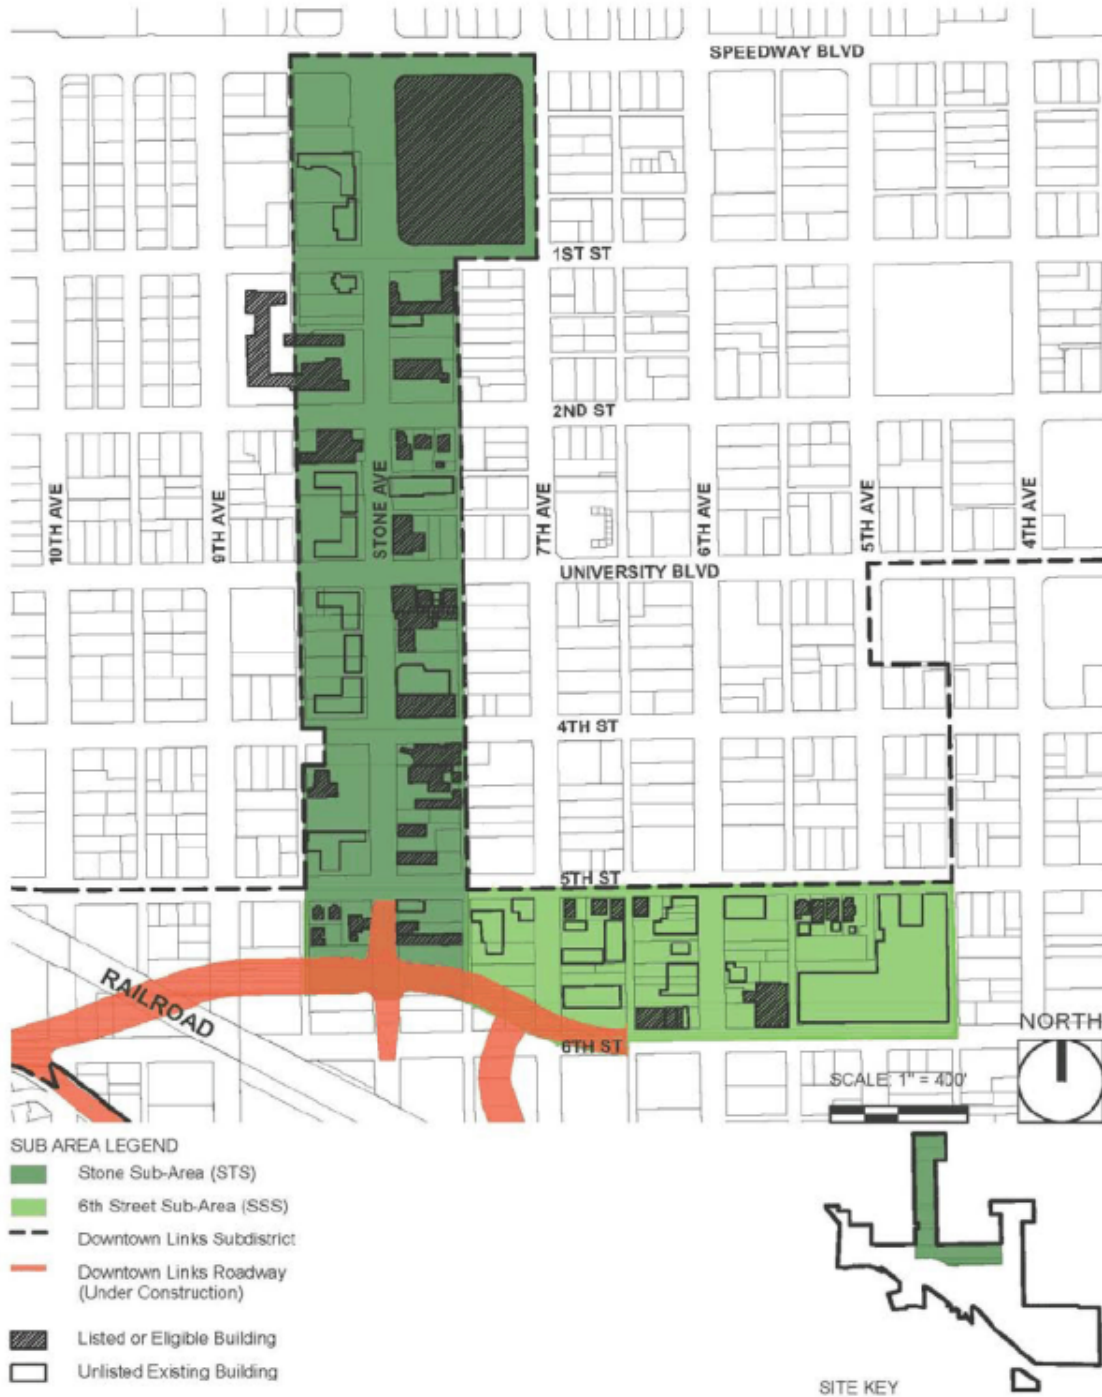 SPEEDWAY BLVD
1ST ST
2ND ST
10TH AVE
9TH AVE
STONE AVE
7TH AVE
6TH AVE
5TH AVE
4TH AVE
UNIVERSITY BLVD
4TH ST
5TH ST
RAILROAD
6TH ST
NORTH
SCALE: 1" = 400'
SUB AREA LEGEND
Stone Sub-Area (STS)
6th Street Sub-Area (SSS)
Downtown Links Subdistrict
Downtown Links Roadway
(Under Construction)
Listed or Eligible Building
Unlisted Existing Building
SITE KEY